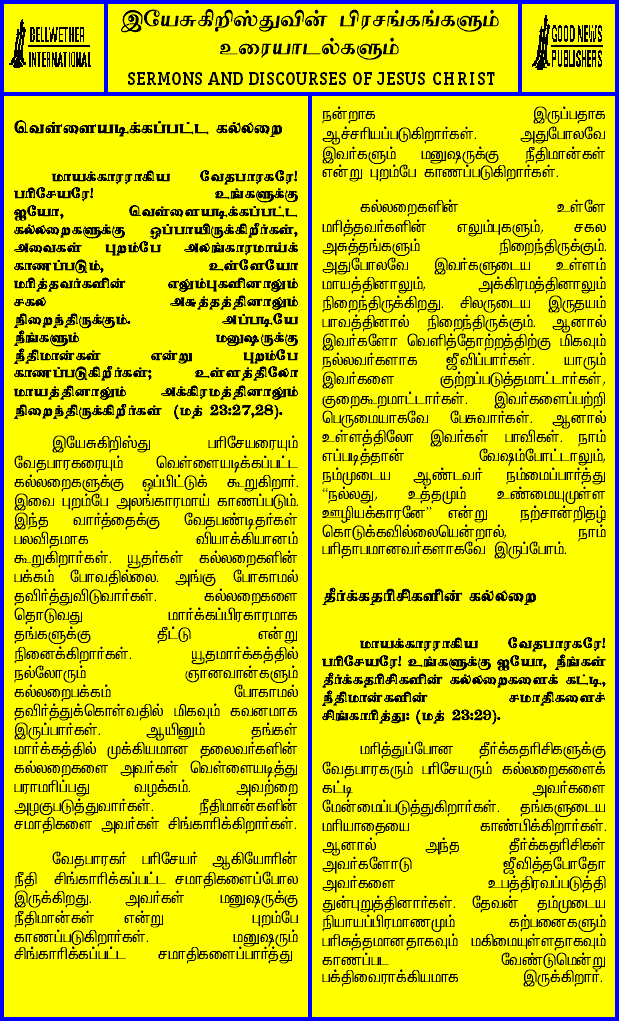 BELLWETHER
INTERNATIONAL
இயேசுகிறிஸ்துவின் பிரசங்கங்களும்
உரையாடல்களும்
SERMONS AND DISCOURSES OF JESUS CHRIST
GOOD NEWS
PUBLISHERS
வெள்ளையடிக்கப்பட்ட கல்லறை
மாயக்காரராகிய வேதபாரகரே!
பரிசேயரே! உங்களுக்கு
ஐயோ, வெள்ளையடிக்கப்பட்ட
கல்லறைகளுக்கு ஒப்பாயிருக்கிறீர்கள்,
அவைகள் புறம்பே அலங்காரமாய்க்
காணப்படும், உள்ளேயோ
மரித்தவர்களின் எலும்புகளினாலும்
சகல அசுத்தத்தினாலும்
நிறைந்திருக்கும். அப்படியே
நீங்களும் மனுஷருக்கு
நீதிமான்கள் என்று புறம்பே
காணப்படுகிறீர்கள்; உள்ளத்திலோ
மாயத்தினாலும் அக்கிரமத்தினாலும்
நிறைந்திருக்கிறீர்கள் (மத் 23:27,28).
இயேசுகிறிஸ்து பரிசேயரையும்
வேதபாரகரையும் வெள்ளையடிக்கப்பட்ட
கல்லறைகளுக்கு ஒப்பிட்டுக் கூறுகிறார்.
இவை புறம்பே அலங்காரமாய் காணப்படும்.
இந்த வார்த்தைக்கு வேதபண்டிதர்கள்
பலவிதமாக வியாக்கியானம்
கூறுகிறார்கள். யூதர்கள் கல்லறைகளின்
பக்கம் போவதில்லை. அங்கு போகாமல்
தவிர்த்துவிடுவார்கள். கல்லறைகளை
தொடுவது மார்க்கப்பிரகாரமாக
தங்களுக்கு தீட்டு என்று
நினைக்கிறார்கள். யூதமார்க்கத்தில்
நல்லோரும் ஞானவான்களும்
கல்லறைபக்கம் போகாமல்
தவிர்த்துக்கொள்வதில் மிகவும் கவனமாக
இருப்பார்கள். ஆயினும் தங்கள்
மார்க்கத்தில் முக்கியமான தலைவர்களின்
கல்லறைகளை அவர்கள் வெள்ளையடித்து
பராமரிப்பது வழக்கம். அவற்றை
அழகுபடுத்துவார்கள். நீதிமான்களின்
சமாதிகளை அவர்கள் சிங்காரிக்கிறார்கள்.
வேதபாரகர் பரிசேயர் ஆகியோரின்
நீதி சிங்காரிக்கப்பட்ட சமாதிகளைப்போல
இருக்கிறது. அவர்கள் மனுஷருக்கு
நீதிமான்கள் என்று புறம்பே
காணப்படுகிறார்கள். மனுஷரும்
சிங்காரிக்கப்பட்ட சமாதிகளைப்பார்த்து
நன்றாக இருப்பதாக
ஆச்சரியப்படுகிறார்கள். அதுபோலவே
இவர்களும் மனுஷருக்கு நீதிமான்கள்
என்று புறம்பே காணப்படுகிறார்கள்.
கல்லறைகளின் உள்ளே
மரித்தவர்களின் எலும்புகளும், சகல
அசுத்தங்களும் நிறைந்திருக்கும்.
அதுபோலவே இவர்களுடைய உள்ளம்
மாயத்தினாலும், அக்கிரமத்தினாலும்
நிறைந்திருக்கிறது. சிலருடைய இருதயம்
பாவத்தினால் நிறைந்திருக்கும். ஆனால்
இவர்களோ வெளித்தோற்றத்திற்கு மிகவும்
நல்லவர்களாக ஜீவிப்பார்கள். யாரும்
இவர்களை குற்றப்படுத்தமாட்டார்கள்,
குறைகூறமாட்டார்கள். இவர்களைப்பற்றி
பெருமையாகவே பேசுவார்கள். ஆனால்
உள்ளத்திலோ இவர்கள் பாவிகள். நாம்
எப்படித்தான் வேஷம்போட்டாலும்,
நம்முடைய ஆண்டவர் நம்மைப்பார்த்து
“நல்லது, உத்தமும் உண்மையுமுள்ள
ஊழியக்காரனே” என்று நற்சான்றிதழ்
கொடுக்கவில்லையென்றால், நாம்
பரிதாபமானவர்களாகவே இருப்போம்.
தீர்க்கதரிசிகளின் கல்லறை
மாயக்காரராகிய வேதபாரகரே!
பரிசேயரே! உங்களுக்கு ஐயோ, நீங்கள்
தீர்க்கதரிசிகளின் கல்லறைகளைக் கட்டி,
நீதிமான்களின் சமாதிகளைச்
சிங்காரித்து: (மத் 23:29).
மரித்துப்போன தீர்க்கதரிசிகளுக்கு
வேதபாரகரும் பரிசேயரும் கல்லறைகளைக்
கட்டி அவர்களை
மேன்மைப்படுத்துகிறார்கள். தங்களுடைய
மரியாதையை காண்பிக்கிறார்கள்.
ஆனால் அந்த தீர்க்கதரிசிகள்
அவர்களோடு ஜீவித்தபோதோ
அவர்களை உபத்திரவப்படுத்தி
துன்புறுத்தினார்கள். தேவன் தம்முடைய
நியாயப்பிரமாணமும் கற்பனைகளும்
பரிசுத்தமானதாகவும் மகிமையுள்ளதாகவும்
காணப்பட வேண்டுமென்று
பக்திவைராக்கியமாக இருக்கிறார்.